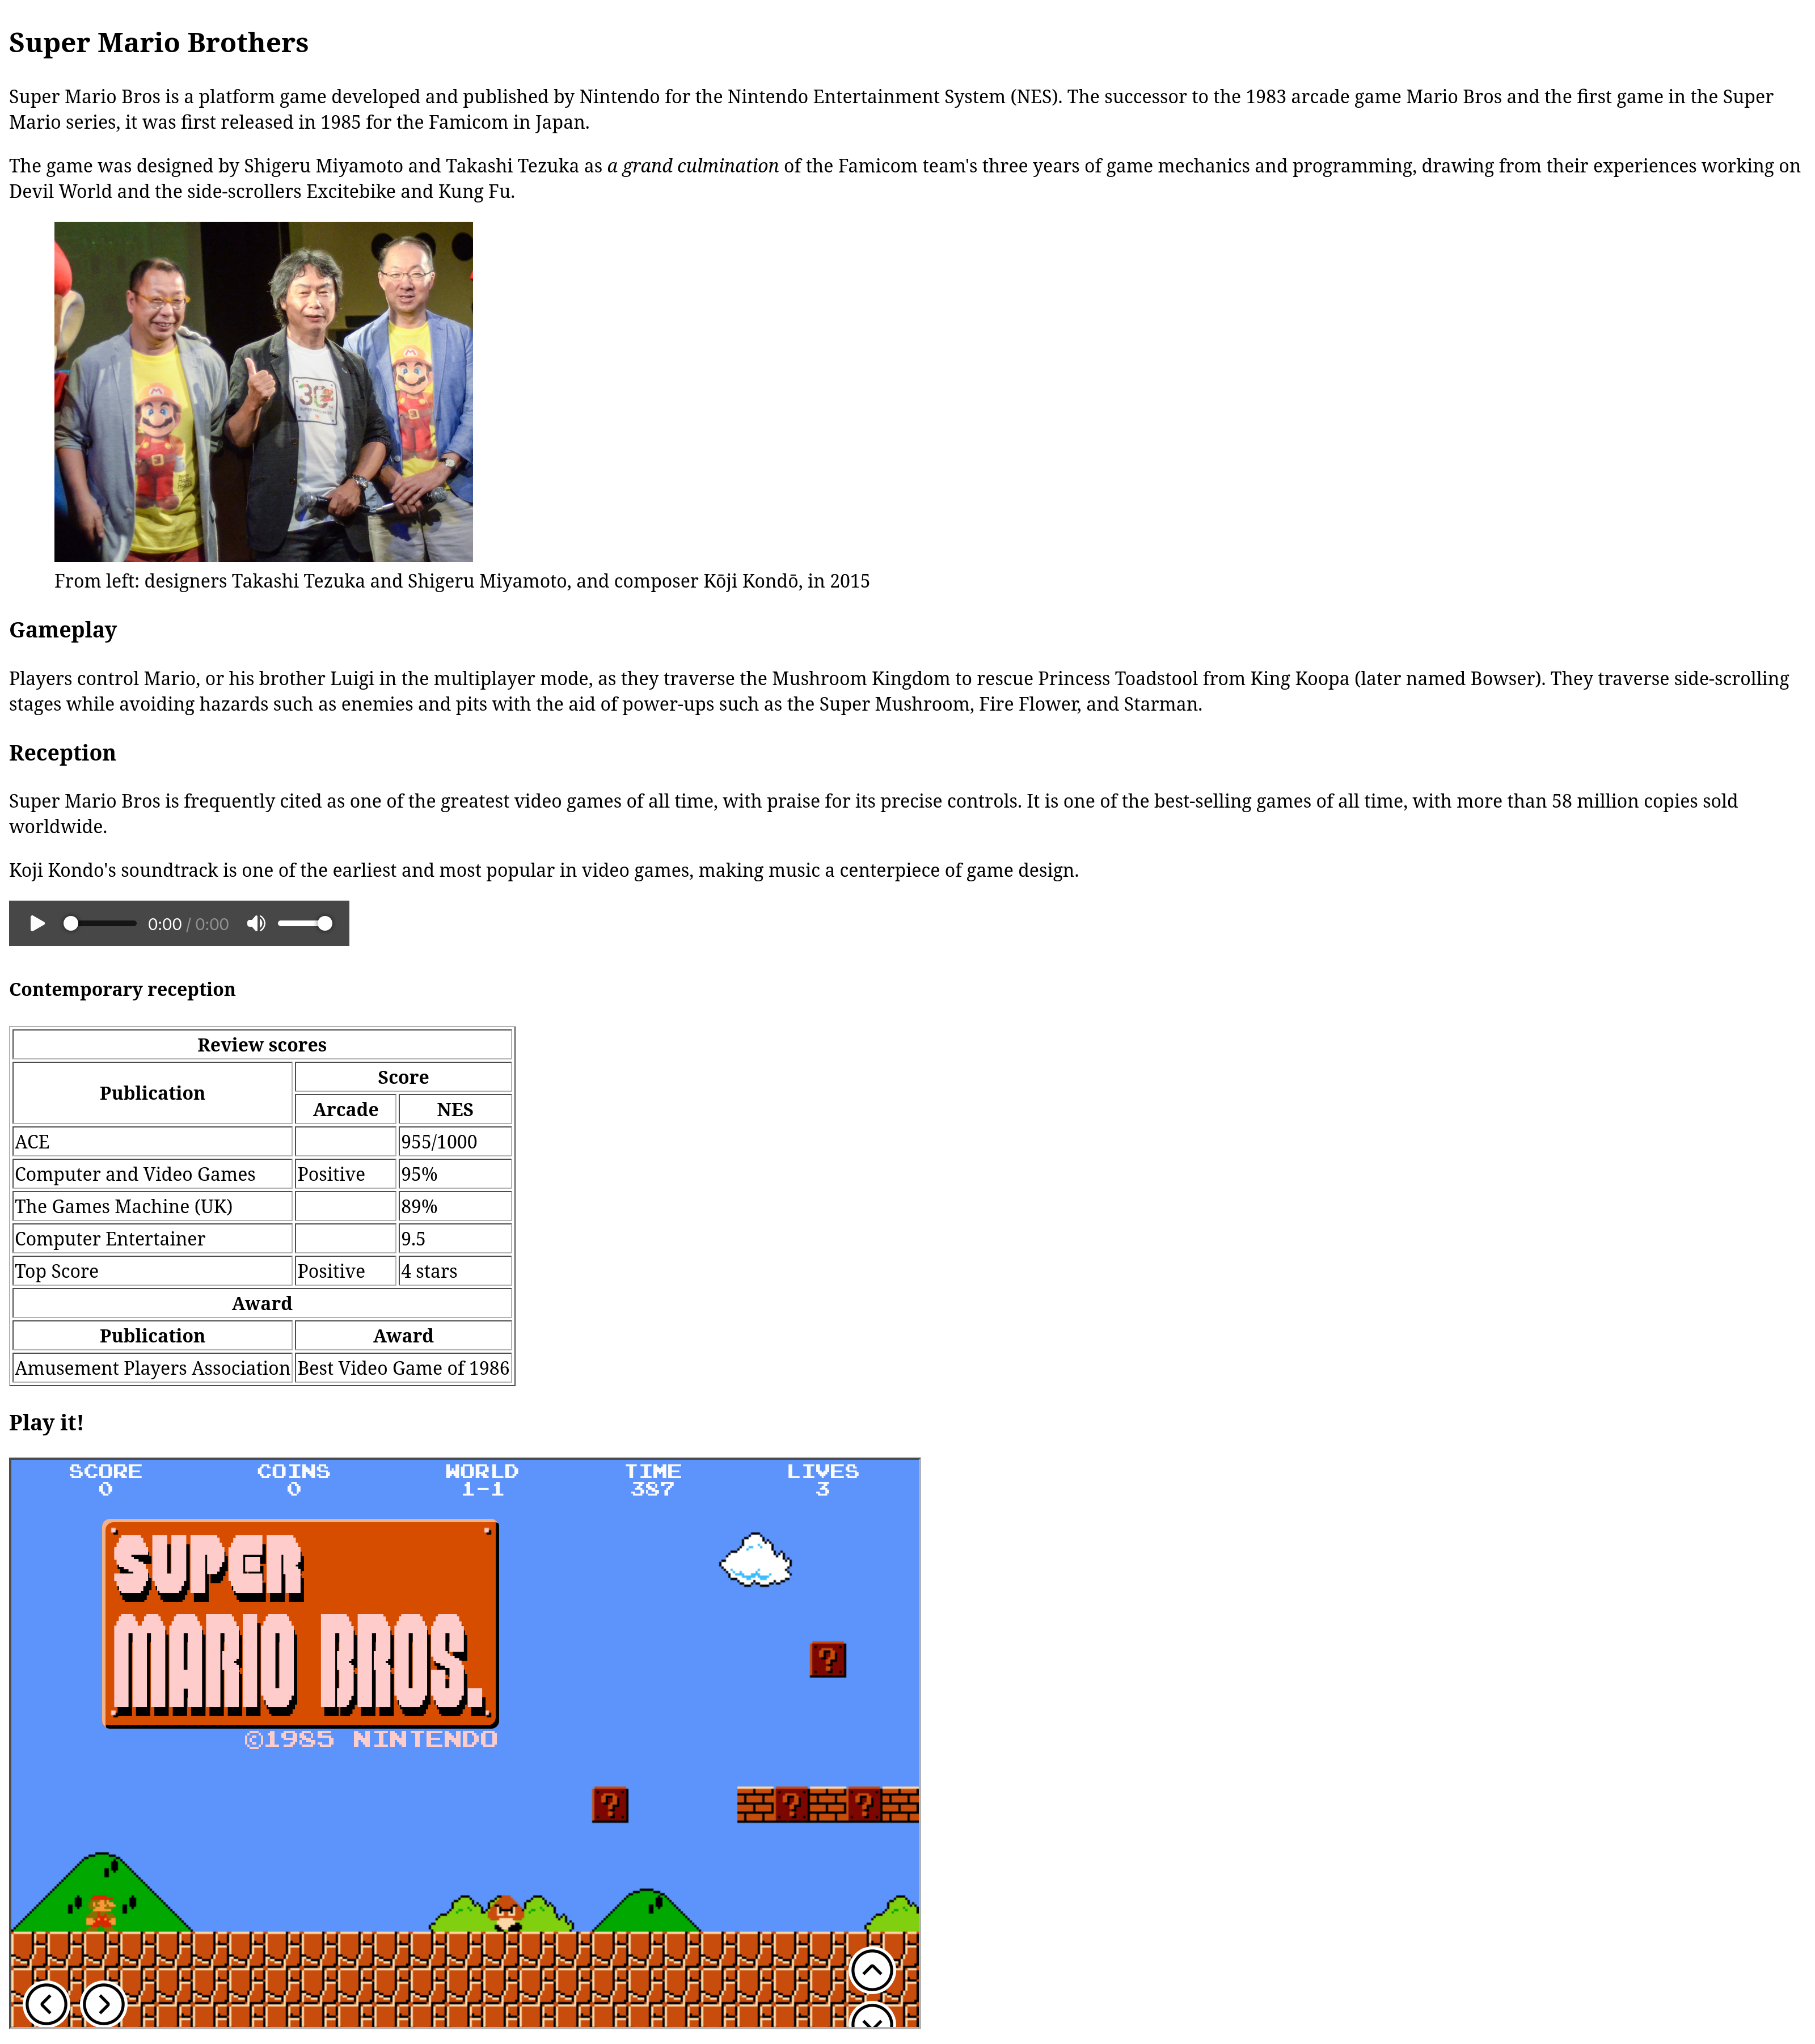 Super Mario Brothers
Super Mario Bros is a platform game developed and published by Nintendo for the Nintendo Entertainment System (NES). The successor to the 1983 arcade game Mario Bros and the first game in the Super
Mario series, it was first released in 1985 for the Famicom in Japan.
The game was designed by Shigeru Miyamoto and Takashi Tezuka as a grand culmination of the Famicom team's three years of game mechanics and programming, drawing from their experiences working on
Devil World and the side-scrollers Excitebike and Kung Fu.
From left: designers Takashi Tezuka and Shigeru Miyamoto, and composer Kōji Kondō, in 2015
Gameplay
Players control Mario, or his brother Luigi in the multiplayer mode, as they traverse the Mushroom Kingdom to rescue Princess Toadstool from King Koopa (later named Bowser). They traverse side-scrolling
stages while avoiding hazards such as enemies and pits with the aid of power-ups such as the Super Mushroom, Fire Flower, and Starman.
Reception
Super Mario Bros is frequently cited as one of the greatest video games of all time, with praise for its precise controls. It is one of the best-selling games of all time, with more than 58 million copies sold
worldwide.
Koji Kondo's soundtrack is one of the earliest and most popular in video games, making music a centerpiece of game design.
0:00 / 0:00
Contemporary reception
Review scores
Publication Score
Arcade NES
ACE 955/1000
Computer and Video Games Positive 95%
The Games Machine (UK) 89%
Computer Entertainer 9.5
Top Score Positive 4 stars
Award
Publication Award
Amusement Players Association Best Video Game of 1986
Play it!
SCORE COINS WORLD TIME LIVES
0 0 1-1 387 3
SUPER
MARIO BROS.
©1985 NINTENDO
? 
? ? ?